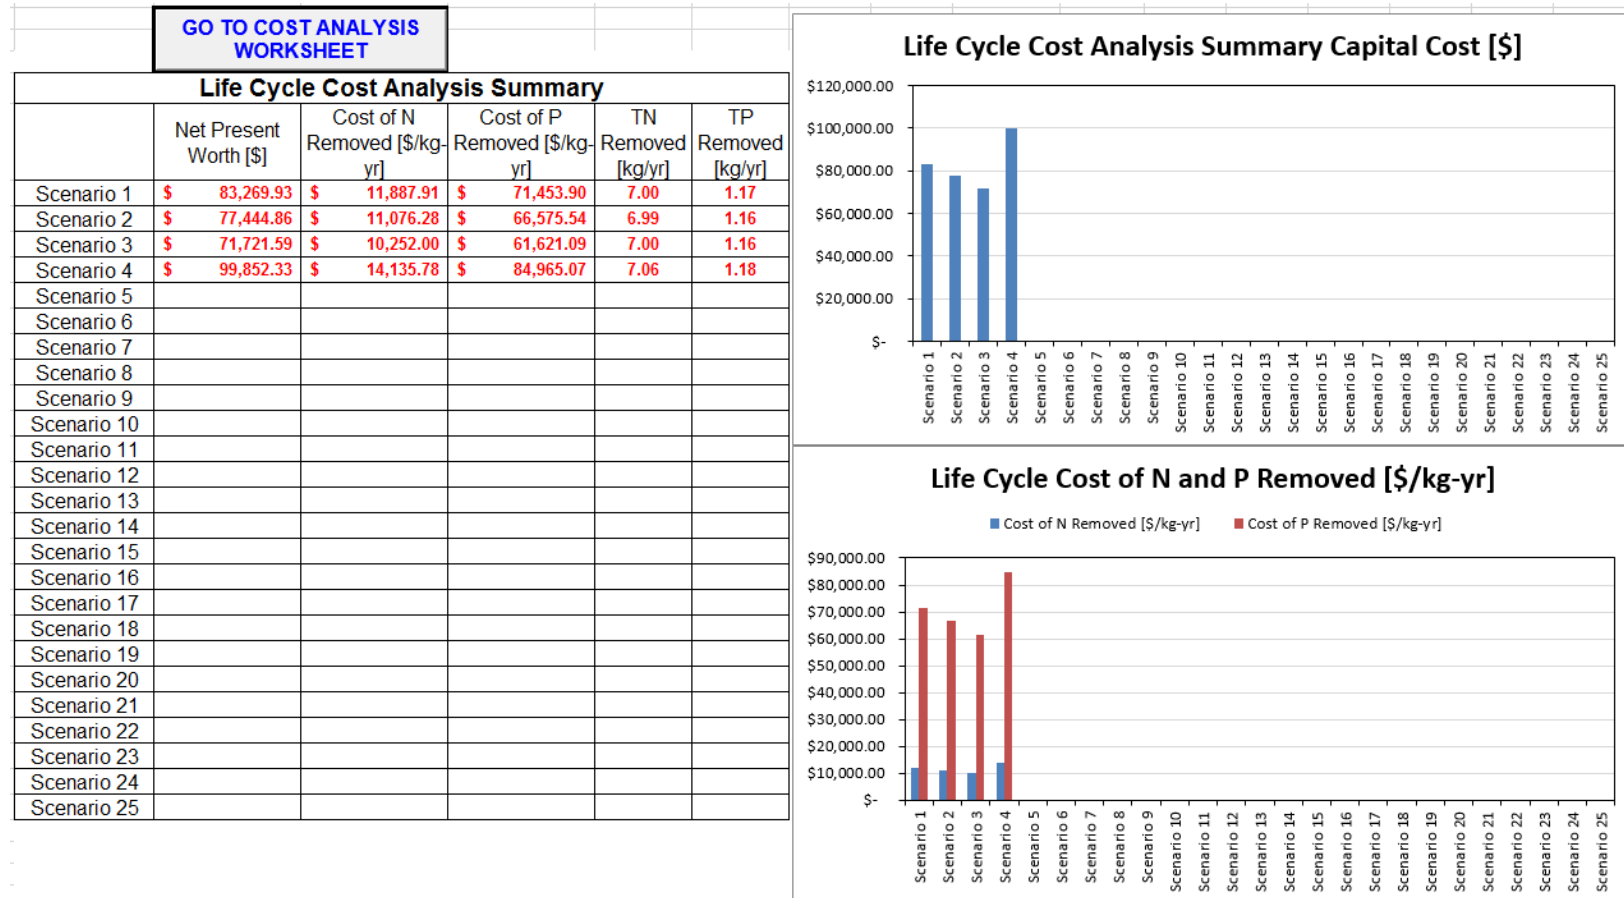 GO TO COST ANALYSIS
WORKSHEET
Life Cycle Cost Analysis Summary
Net Present
Worth [$]
Cost of N
Removed [$/kg-
yr]
Cost of P
Removed [$/kg-
yr]
TN
Removed
[kg/yr]
TP
Removed
[kg/yr]
Scenario 1 $ 83,269.93 $ 11,887.91 $ 71,453.90 7.00 1.17
Scenario 2 $ 77,444.86 $ 11,076.28 $ 66,575.54 6.99 1.16
Scenario 3 $ 71,721.59 $ 10,252.00 $ 61,621.09 7.00 1.16
Scenario 4 $ 99,852.33 $ 14,135.78 $ 84,965.07 7.06 1.18
Scenario 5
Scenario 6
Scenario 7
Scenario 8
Scenario 9
Scenario 10
Scenario 11
Scenario 12
Scenario 13
Scenario 14
Scenario 15
Scenario 16
Scenario 17
Scenario 18
Scenario 19
Scenario 20
Scenario 21
Scenario 22
Scenario 23
Scenario 24
Scenario 25
Life Cycle Cost Analysis Summary Capital Cost [$]
$120,000.00
$100,000.00
$80,000.00
$60,000.00
$40,000.00
$20,000.00
$-
Scenario 1
Scenario 2
Scenario 3
Scenario 4
Scenario 5
Scenario 6
Scenario 7
Scenario 8
Scenario 9
Scenario 10
Scenario 11
Scenario 12
Scenario 13
Scenario 14
Scenario 15
Scenario 16
Scenario 17
Scenario 18
Scenario 19
Scenario 20
Scenario 21
Scenario 22
Scenario 23
Scenario 24
Scenario 25
Life Cycle Cost of N and P Removed [$/kg-yr]
Cost of N Removed [$/kg-yr] Cost of P Removed [$/kg-yr]
$90,000.00
$80,000.00
$70,000.00
$60,000.00
$50,000.00
$40,000.00
$30,000.00
$20,000.00
$10,000.00
$-
Scenario 1
Scenario 2
Scenario 3
Scenario 4
Scenario 5
Scenario 6
Scenario 7
Scenario 8
Scenario 9
Scenario 10
Scenario 11
Scenario 12
Scenario 13
Scenario 14
Scenario 15
Scenario 16
Scenario 17
Scenario 18
Scenario 19
Scenario 20
Scenario 21
Scenario 22
Scenario 23
Scenario 24
Scenario 25